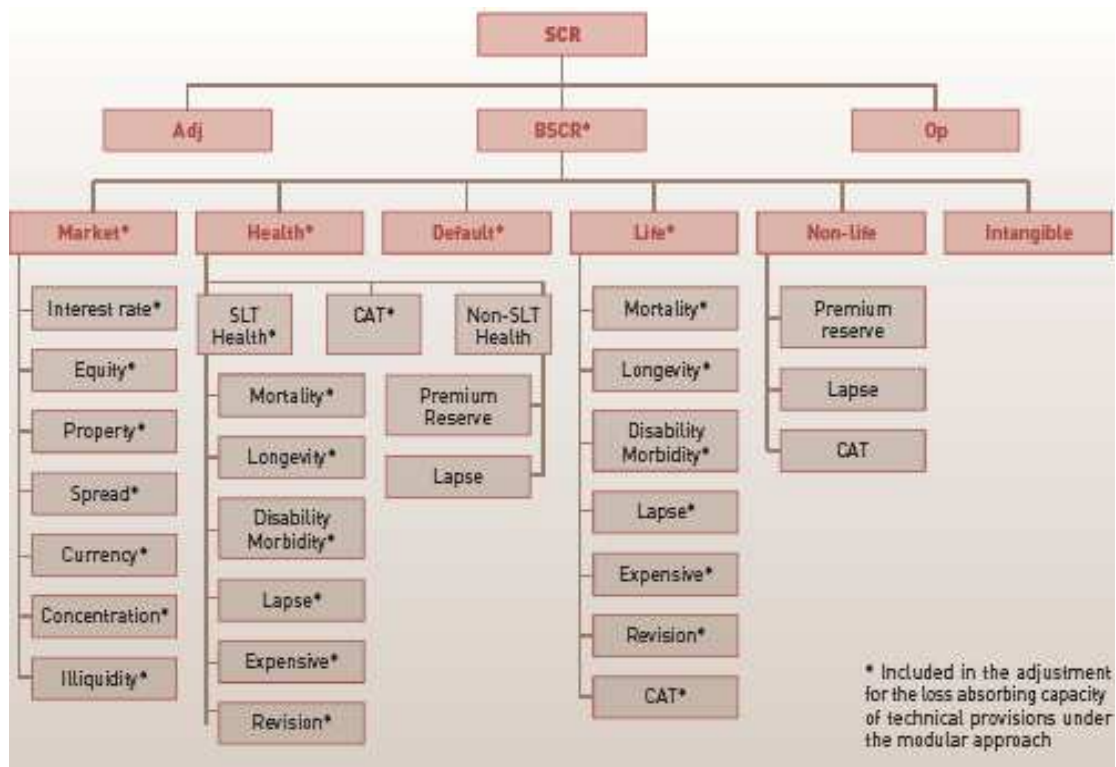 SCR
Adj
BSCR*
Op
Market*
Health*
Default*
Life*
Non-life
Intangible
Interest rate*
Equity*
Property*
Spread*
Currency*
Concentration*
Illiquidity*
SLT
Health*
CAT*
Non-SLT
Health
Mortality*
Longevity*
Disability
Morbidity*
Lapse*
Expensive*
Revision*
Premium
Reserve
Lapse
Mortality*
Longevity*
Disability
Morbidity*
Lapse*
Expensive*
Revision*
CAT*
Premium
reserve
Lapse
CAT
* Included in the adjustment
for the loss absorbing capacity
of technical provisions under
the modular approach